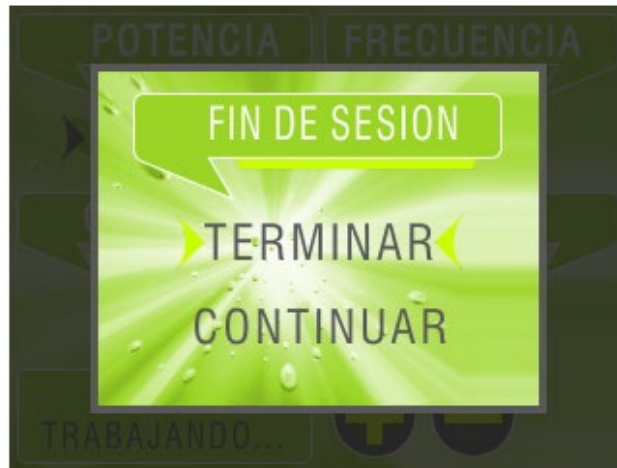 POTENCIA FRECUENCIA
FIN DE SESION
TERMINAR
CONTINUAR
TRABAJANDO...